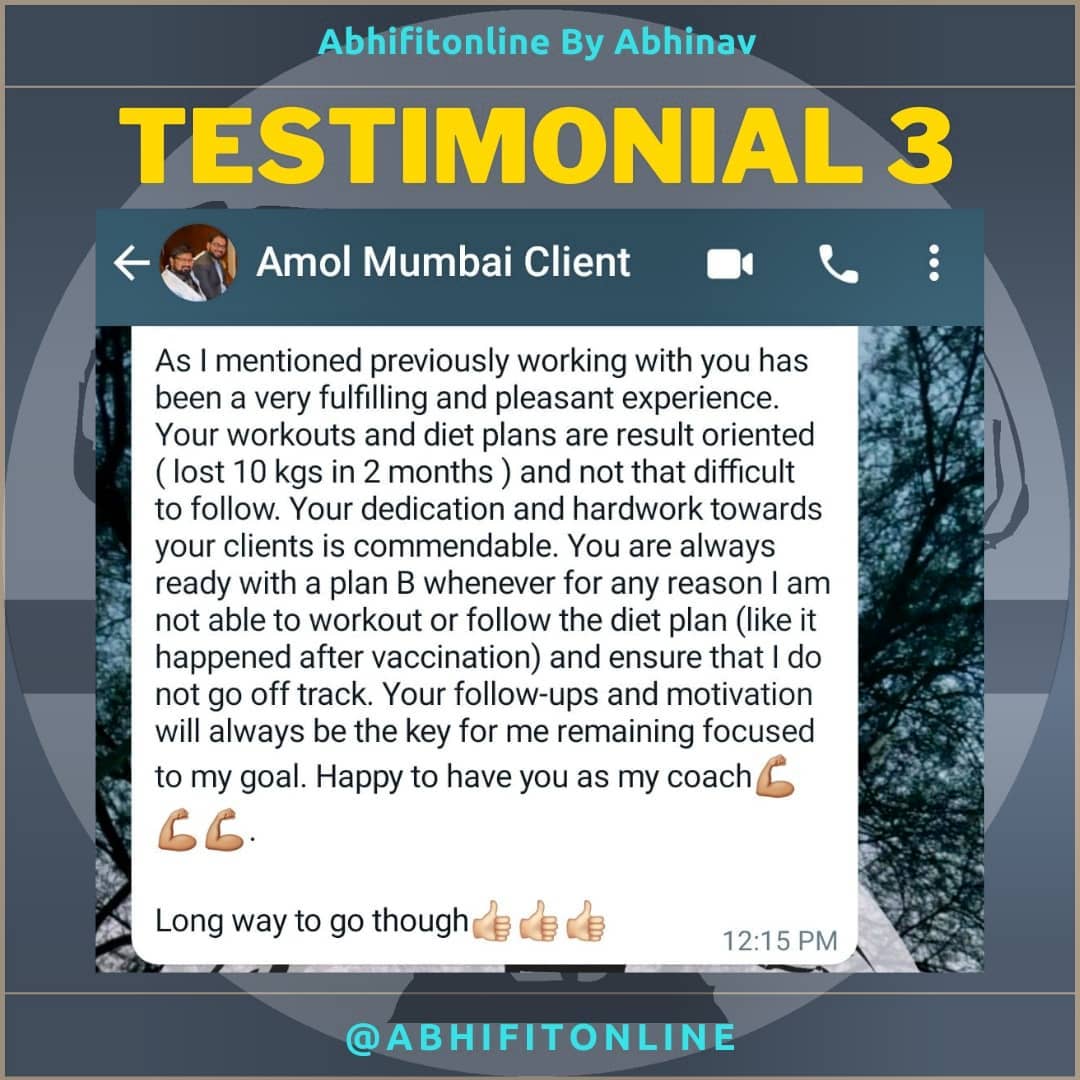 Abhifitonline By Abhinav
TESTIMONIAL 3
Amol Mumbai Client
As I mentioned previously working with you has
been a very fulfilling and pleasant experience.
Your workouts and diet plans are result oriented
( lost 10 kgs in 2 months ) and not that difficult
to follow. Your dedication and hardwork towards
your clients is commendable. You are always
ready with a plan B whenever for any reason I am
not able to workout or follow the diet plan (like it
happened after vaccination) and ensure that I do
not go off track. Your follow-ups and motivation
will always be the key for me remaining focused
to my goal. Happy to have you as my coach💪🏼
💪🏼💪🏼.
Long way to go though👍🏻👍🏻👍🏻
12:15 PM
@ABHIFITONLINE